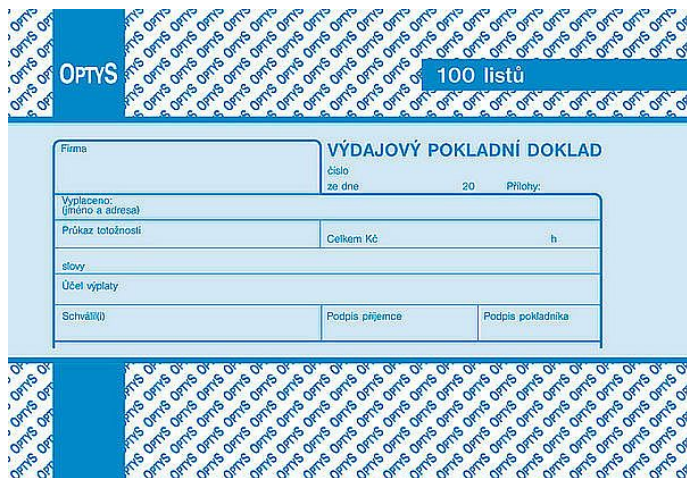 OPTYS
100 listů
Firma
VÝDAJOVÝ POKLADNÍ DOKLAD
číslo
ze dne 20 Přílohy:
Vyplaceno:
(jméno a adresa)
Průkaz totožnosti
Celkem Kč h
slovy
Účel výplaty
Schválil(i)
Podpis příjemce
Podpis pokladníka